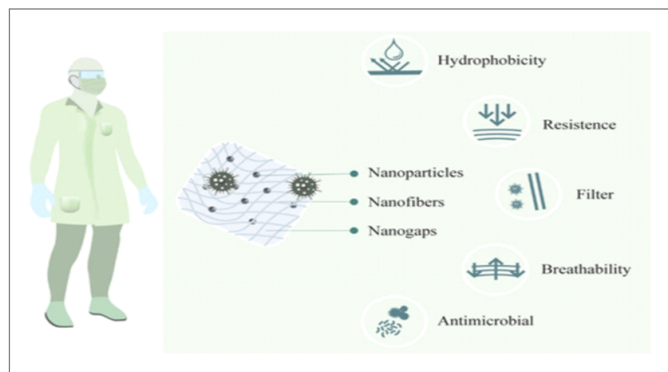 Hydrophobicity
Resistence
Nanoparticles
Filter
Nanofibers
Nanogaps
Breathability
Antimicrobial